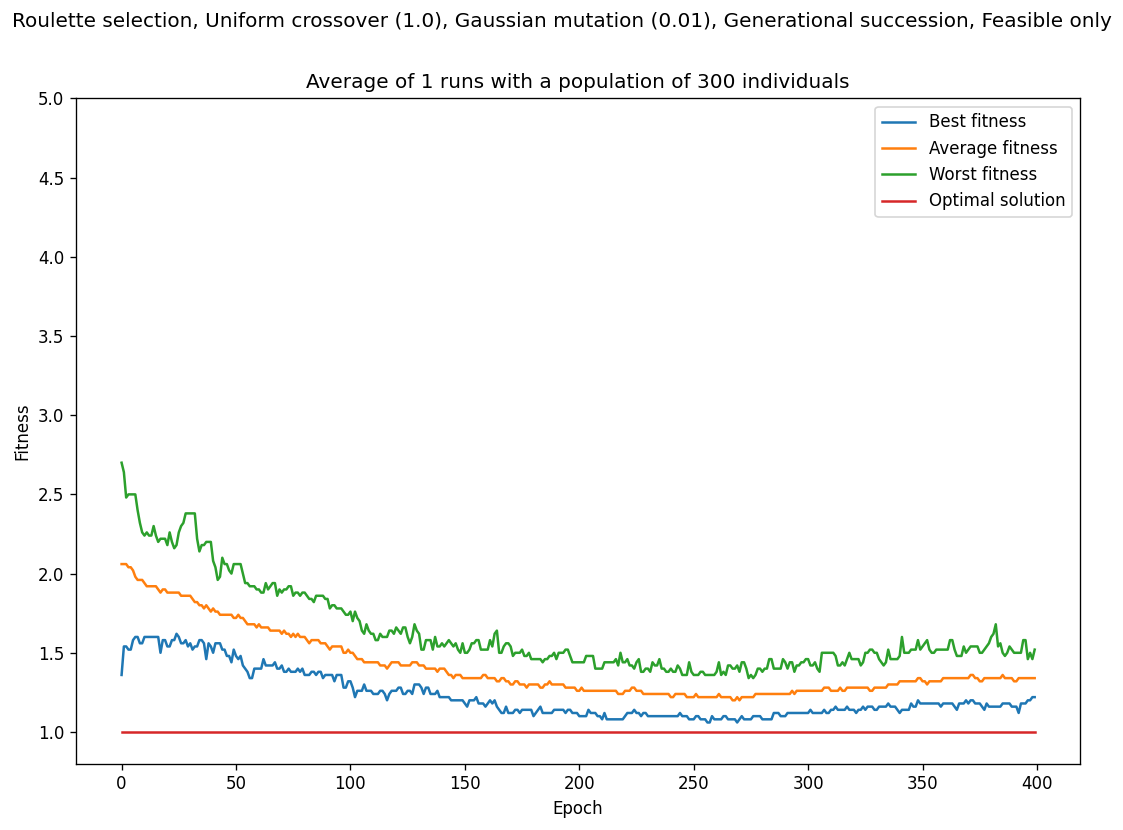 Roulette selection, Uniform crossover (1.0), Gaussian mutation (0.01), Generational succession, Feasible only
Average of 1 runs with a population of 300 individuals
5.0
4.5
4.0
3.5
3.0
2.5
2.0
1.5
1.0
Fitness
Best fitness
Average fitness
Worst fitness
Optimal solution
0 50 100 150 200 250 300 350 400
Epoch